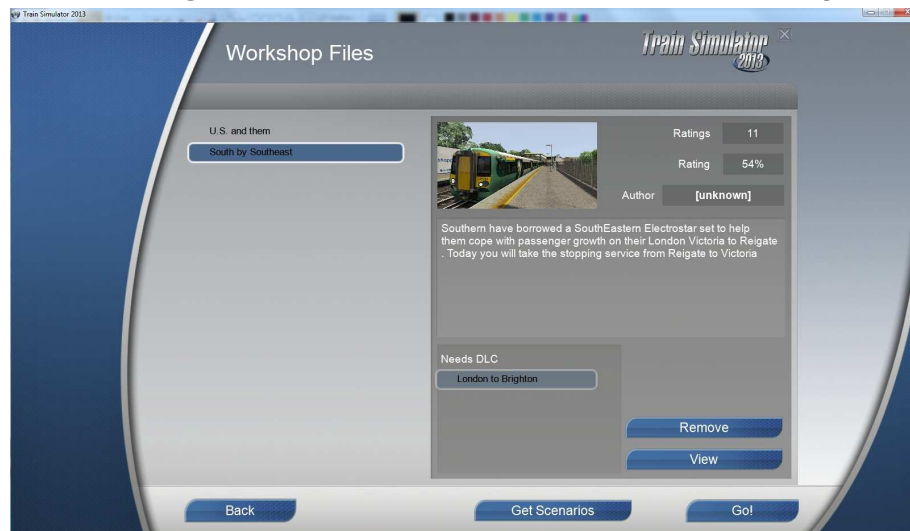 Train Simulator 2013
Workshop Files
Train Simulator
2013
U.S. and them
South by Southeast
Ratings 11
Rating 54%
Author [unknown]
Southern have borrowed a SouthEastern Electrostar set to help
them cope with passenger growth on their London Victoria to Reigate
. Today you will take the stopping service from Reigate to Victoria
Needs DLC
London to Brighton
Remove
View
Back
Get Scenarios
Go!